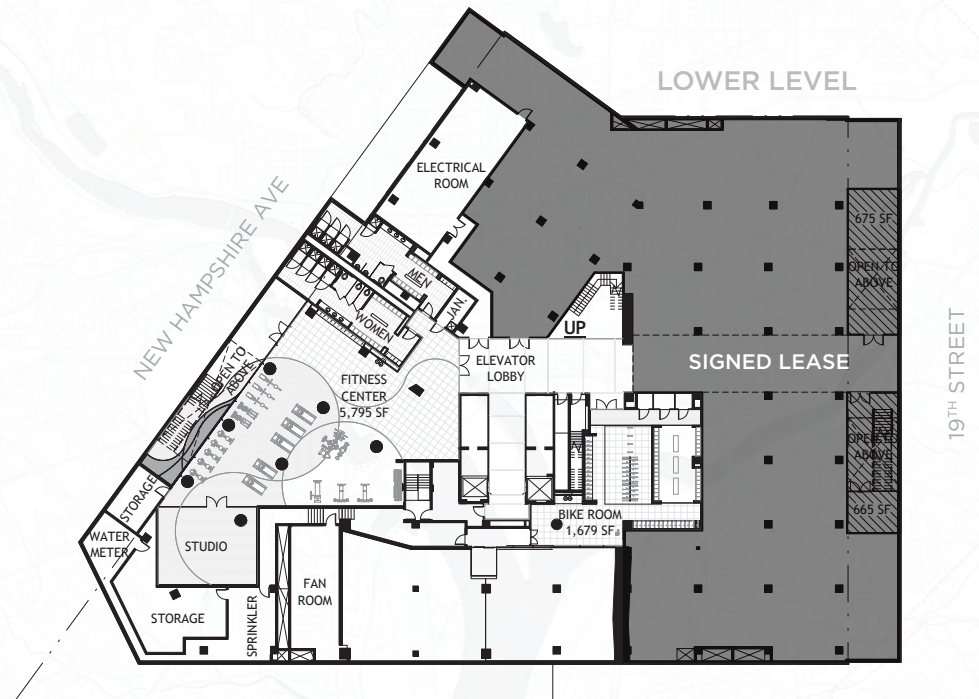 LOWER LEVEL
ELECTRICAL
ROOM
NEW HAMPSHIRE AVE
675 SF
OPEN TO
ABOVE
MEN
JAN.
WOMEN
UP
19TH STREET
SIGNED LEASE
ELEVATOR
LOBBY
OPEN TO
ABOVE
FITNESS
CENTER
5,795 SF
OPEN TO
ABOVE
STORAGE
665 SF
BIKE ROOM
1,679 SF
WATER
METER
STUDIO
FAN
ROOM
STORAGE
SPRINKLER